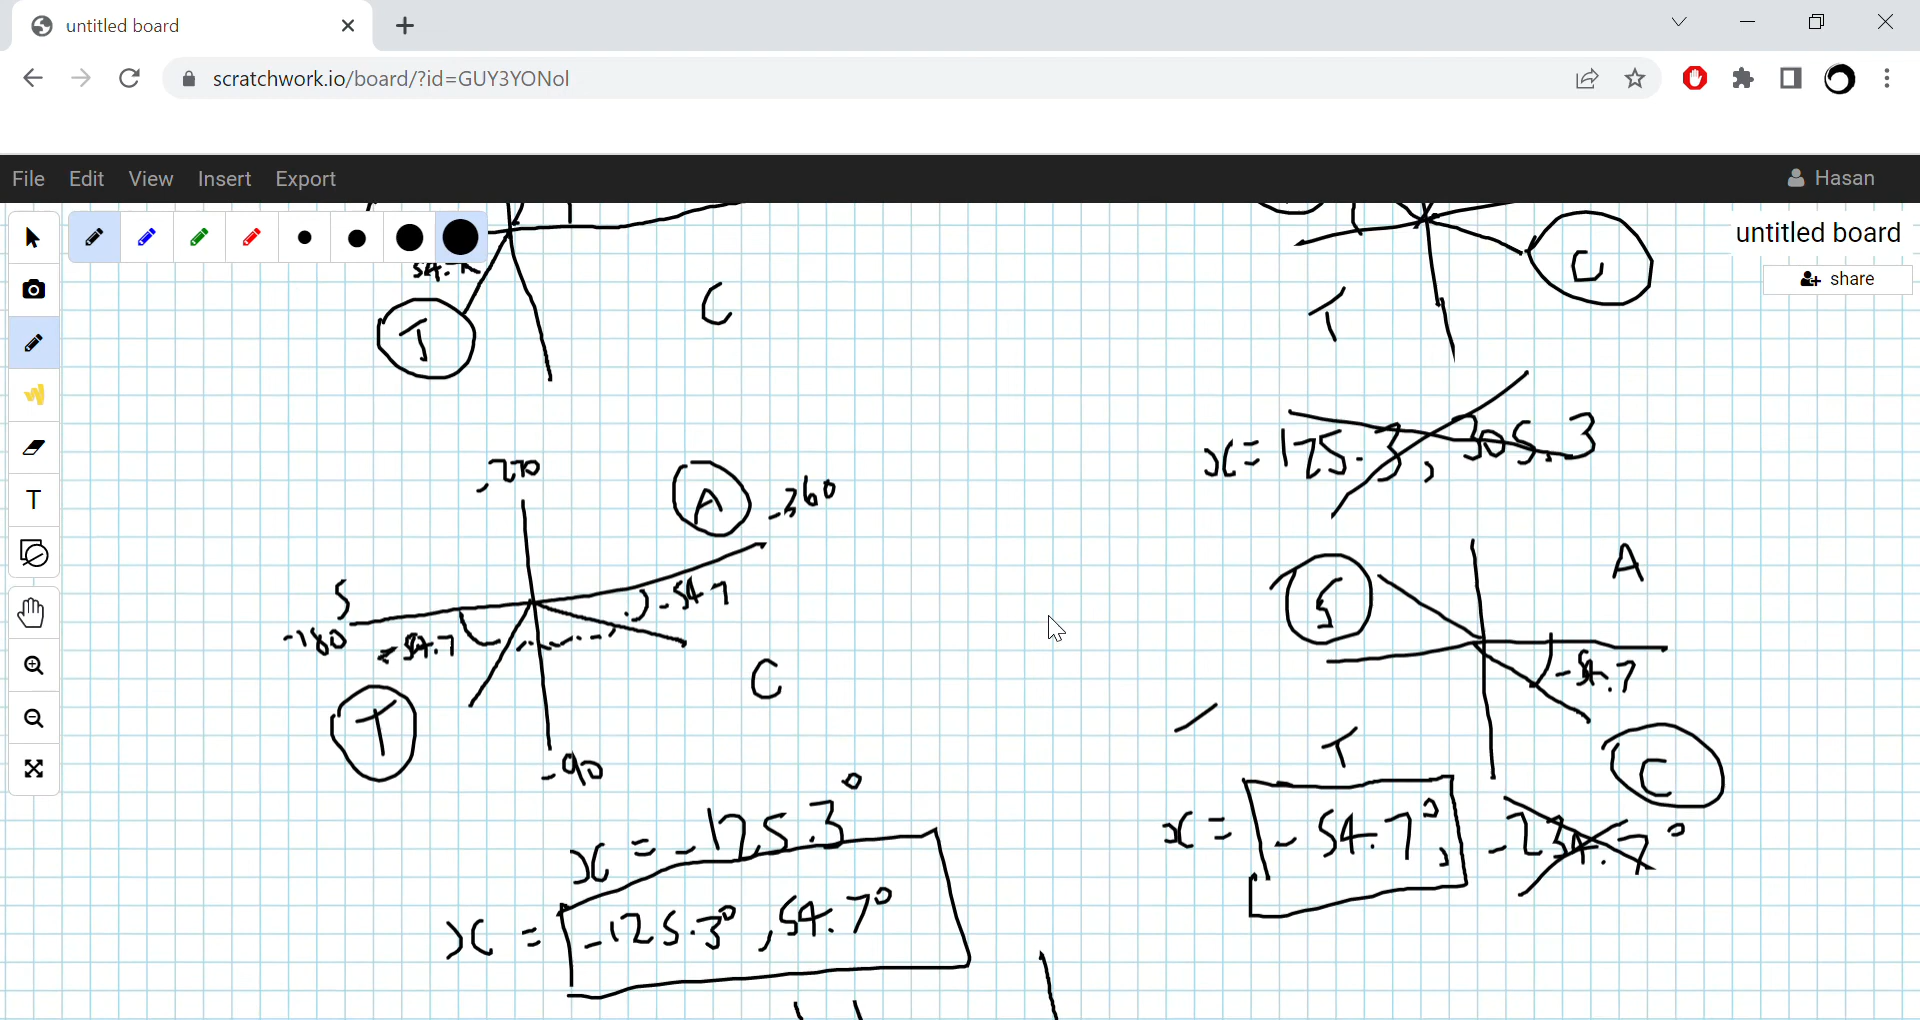 untitled board
scratchwork.io/board/?id=GUY3YONol
File Edit View Insert Export
Hasan
untitled board
share
T
54.7
C
T
C
T
x = 125.3, 305.3
-270
A
-360
S
-180
-54.7
-54.7
T
C
-90
S
A
-54.7
T
C
x = -125.3°
x = -125.3°, 54.7°
x = -54.7°, -234.7°